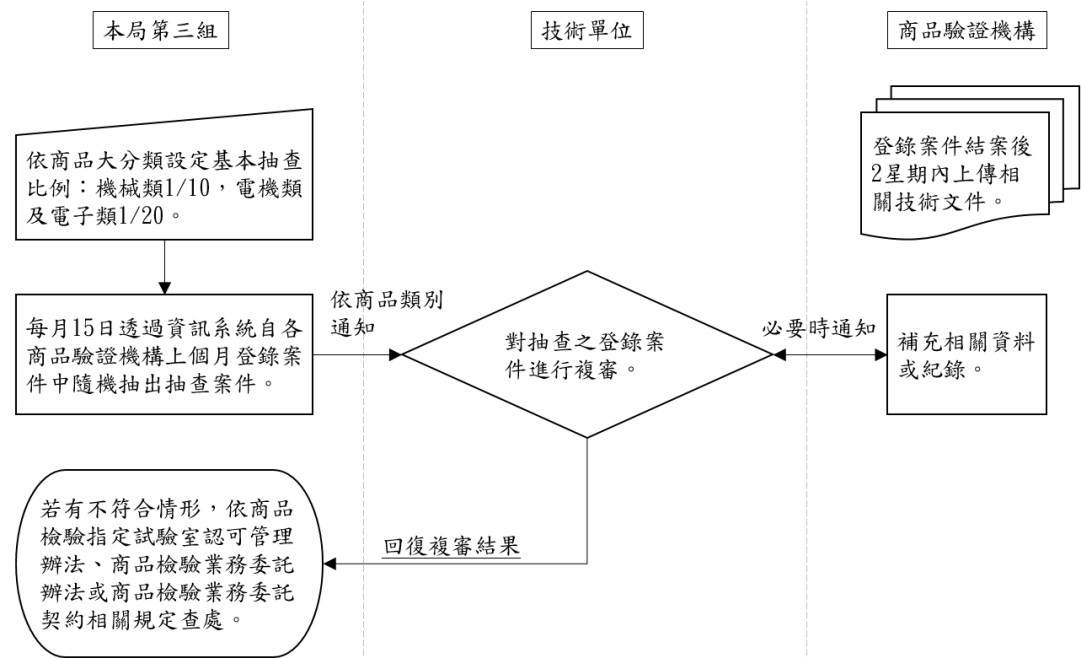 本局第三組
技術單位
商品驗證機構
依商品大分類設定基本抽查
比例：機械類1/10，電機類
及電子類1/20。
登錄案件結案後
2星期內上傳相
關技術文件。
每月15日透過資訊系統自各
商品驗證機構上個月登錄案
件中隨機抽出抽查案件。
依商品類別
通知
對抽查之登錄案
件進行複審。
必要時通知
補充相關資料
或紀錄。
若有不符合情形，依商品
檢驗指定試驗室認可管理
辦法、商品檢驗業務委託
辦法或商品檢驗業務委託
契約相關規定查處。
回復複審結果